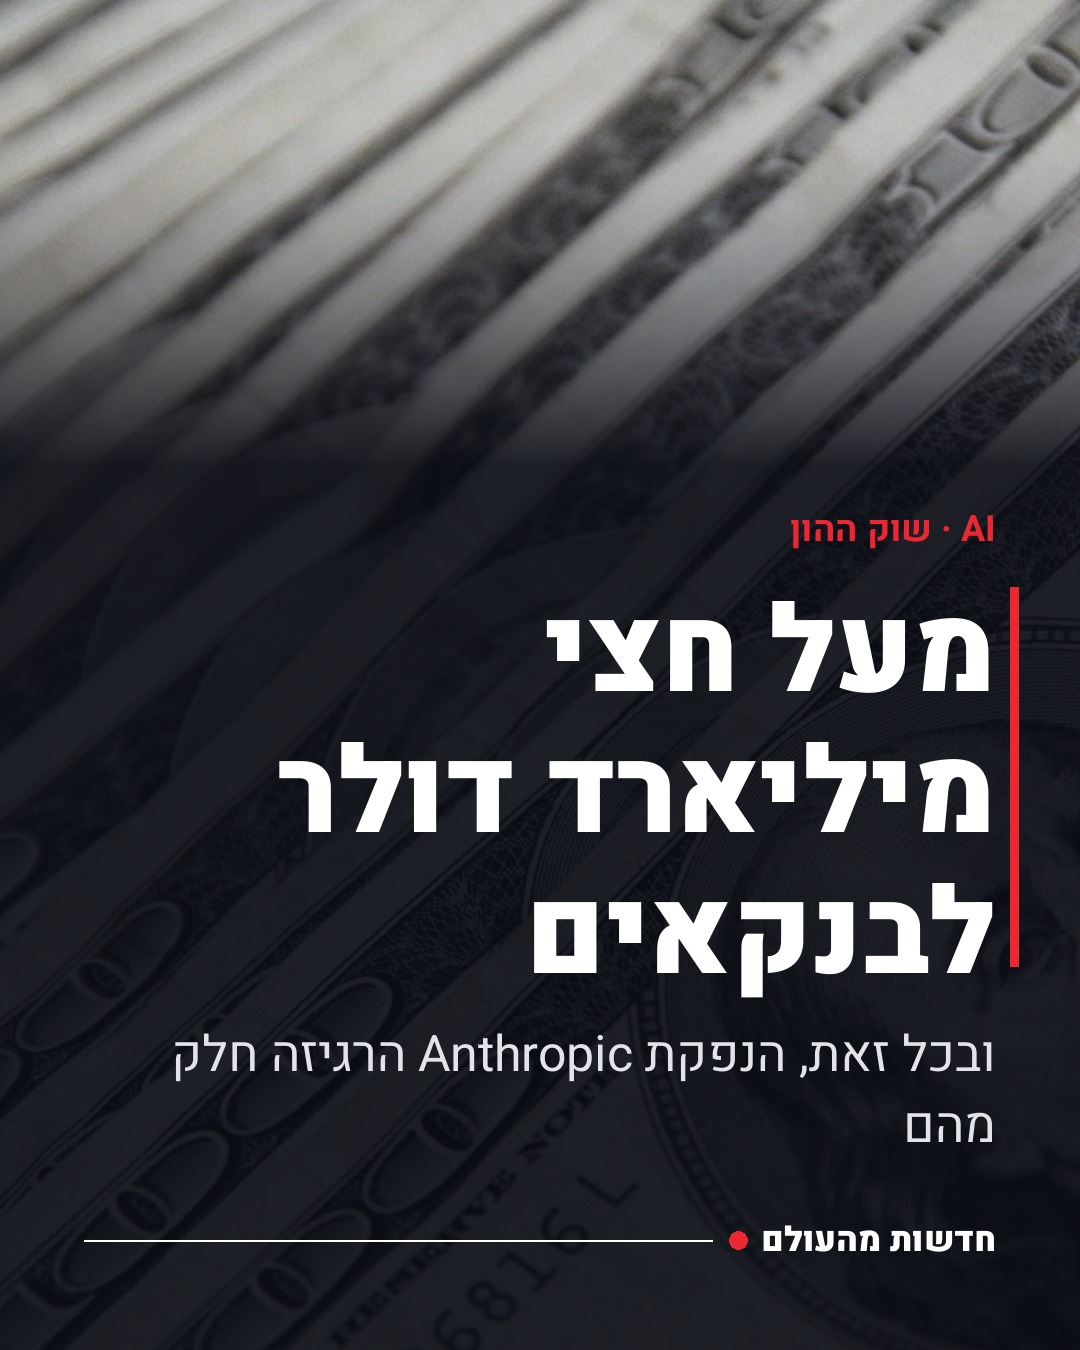 AI · שוק ההון
מעל חצי
מיליארד דולר
לבנקאים
ובכל זאת, הנפקת Anthropic הרגיזה חלק
מהם
חדשות מהעולם